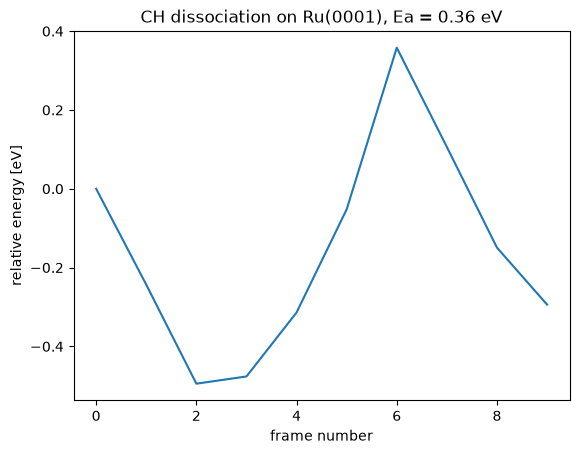 CH dissociation on Ru(0001), Ea = 0.36 eV
0.4
0.2
0.0
−0.2
−0.4
relative energy [eV]
0 2 4 6 8
frame number